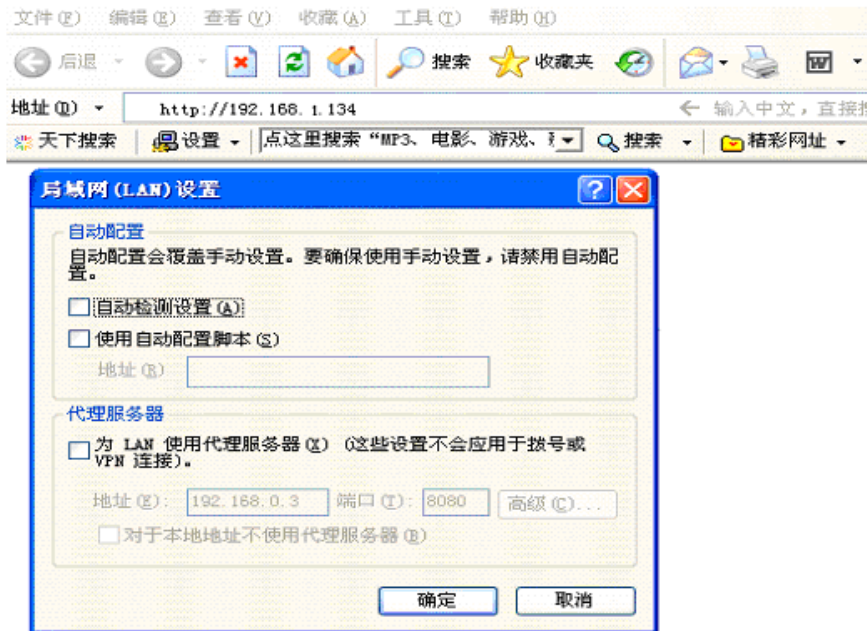 文件(F) 编辑(E) 查看(V) 收藏(A) 工具(T) 帮助(H)
后退 搜索 收藏夹
地址(D) http://192.168.1.134 输入中文，直接搜
天下搜索 设置 点这里搜索“MP3、电影、游戏、 搜索 精彩网址
局域网(LAN)设置
自动配置
自动配置会覆盖手动设置。要确保使用手动设置，请禁用自动配
置。
自动检测设置(A)
使用自动配置脚本(S)
地址(R)
代理服务器
为 LAN 使用代理服务器(X) (这些设置不会应用于拨号或
VPN 连接)。
地址(E): 192.168.0.3 端口(T): 8080 高级(C)...
对于本地地址不使用代理服务器(B)
确定 取消